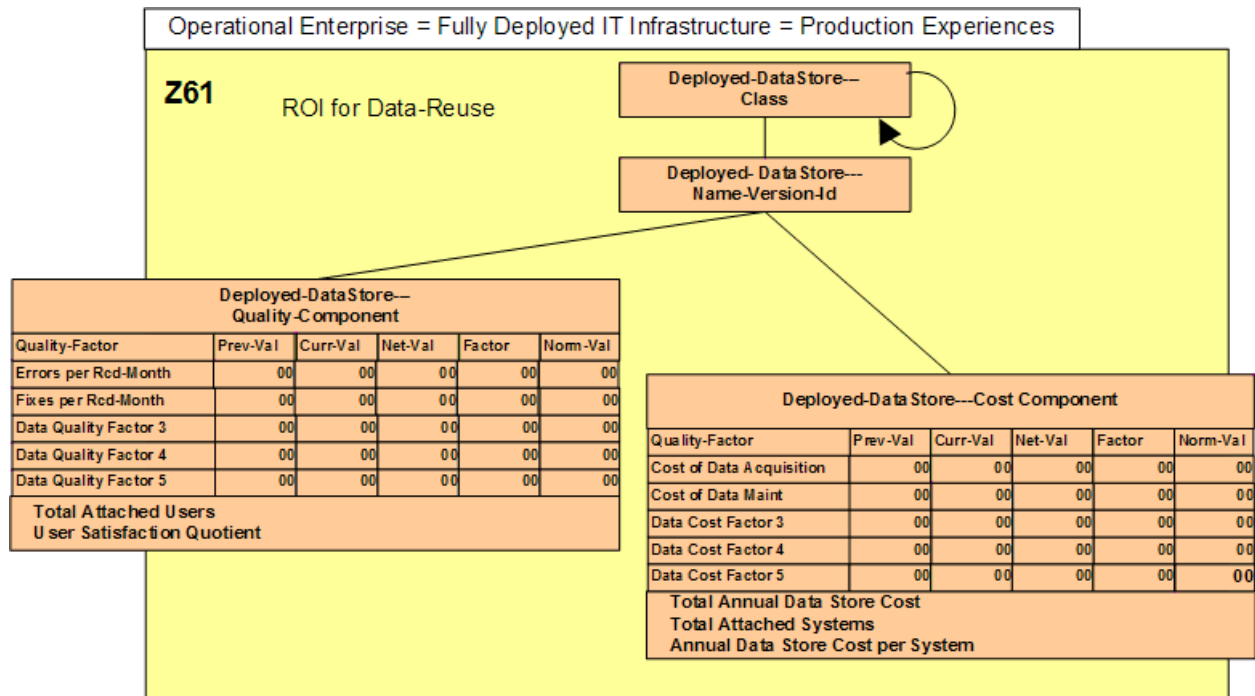 Operational Enterprise = Fully Deployed IT Infrastructure = Production Experiences
Z61
ROI for Data-Reuse
Deployed-DataStore---
Class
Deployed- DataStore---
Name-Version-Id
Deployed-DataStore---
Quality-Component
Quality-Factor Prev-Val Curr-Val Net-Val Factor Norm-Val
Errors per Rcd-Month 00 00 00 00 00
Fixes per Rcd-Month 00 00 00 00 00
Data Quality Factor 3 00 00 00 00 00
Data Quality Factor 4 00 00 00 00 00
Data Quality Factor 5 00 00 00 00 00
Total Attached Users
User Satisfaction Quotient
Deployed-DataStore---Cost Component
Quality-Factor Prev-Val Curr-Val Net-Val Factor Norm-Val
Cost of Data Acquisition 00 00 00 00 00
Cost of Data Maint 00 00 00 00 00
Data Cost Factor 3 00 00 00 00 00
Data Cost Factor 4 00 00 00 00 00
Data Cost Factor 5 00 00 00 00 00
Total Annual Data Store Cost
Total Attached Systems
Annual Data Store Cost per System